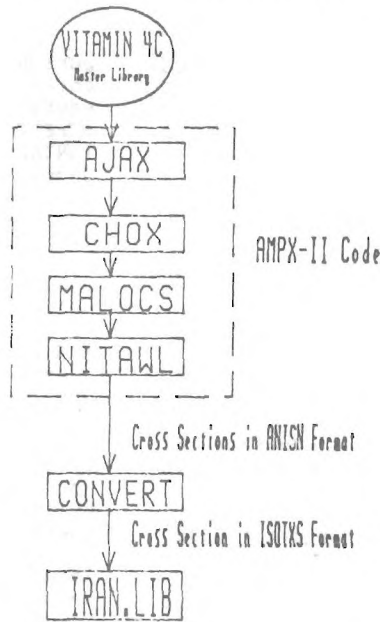 VITAMIN 4C
Master Library
AJAX
CHOX
MALOCS
NITAWL
AMPX-II Code
Cross Sections in ANISN Format
CONVERT
Cross Section in ISOTXS Format
IRAN.LIB